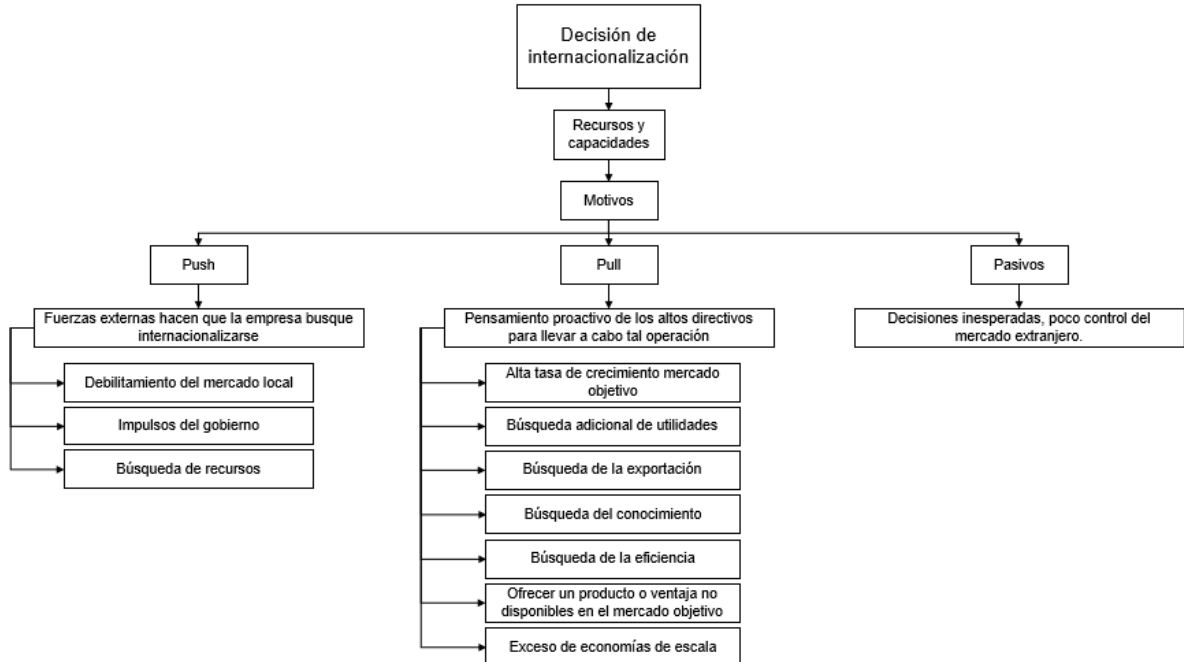 Decisión de
internacionalización
Recursos y
capacidades
Motivos
Push
Pull
Pasivos
Fuerzas externas hacen que la empresa busque
internacionalizarse
Debilitamiento del mercado local
Impulsos del gobierno
Búsqueda de recursos
Pensamiento proactivo de los altos directivos
para llevar a cabo tal operación
Alta tasa de crecimiento mercado
objetivo
Búsqueda adicional de utilidades
Búsqueda de la exportación
Búsqueda del conocimiento
Búsqueda de la eficiencia
Ofrecer un producto o ventaja no
disponibles en el mercado objetivo
Exceso de economías de escala
Decisiones inesperadas, poco control del
mercado extranjero.